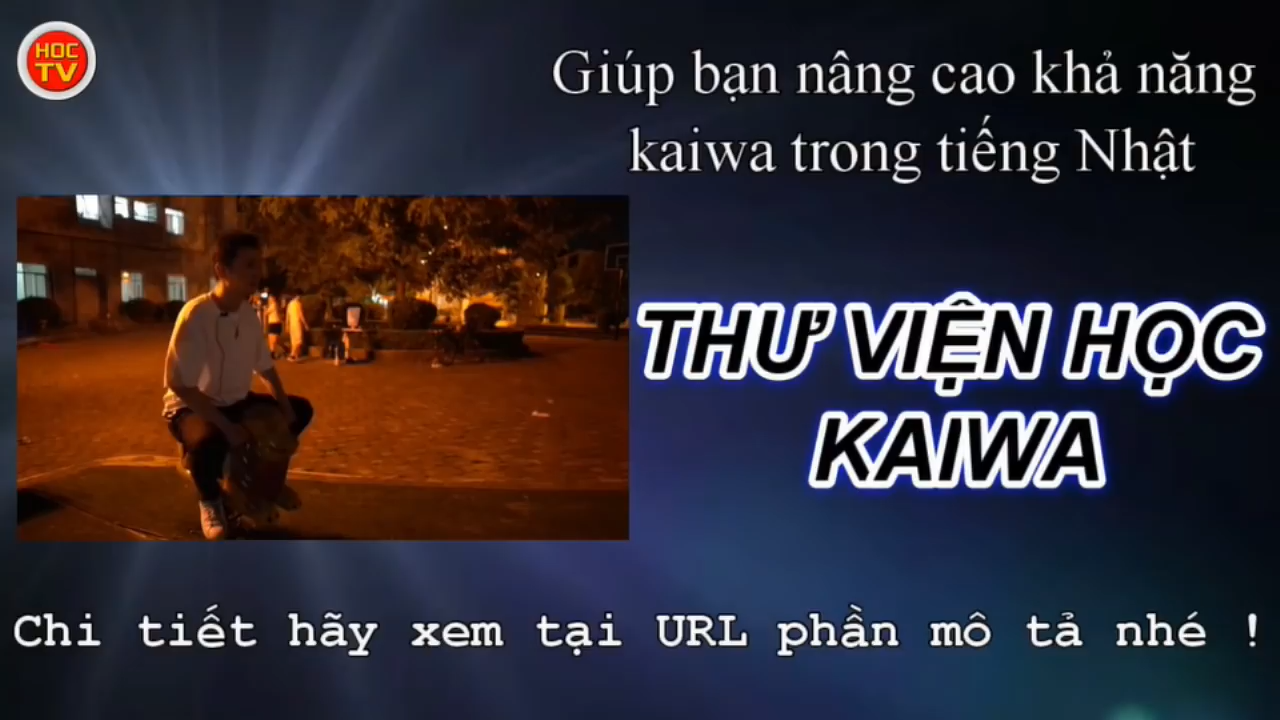 HOC
TV
Giúp bạn nâng cao khả năng
kaiwa trong tiếng Nhật
THƯ VIỆN HỌC
KAIWA
Chi tiết hãy xem tại URL phần mô tả nhé !